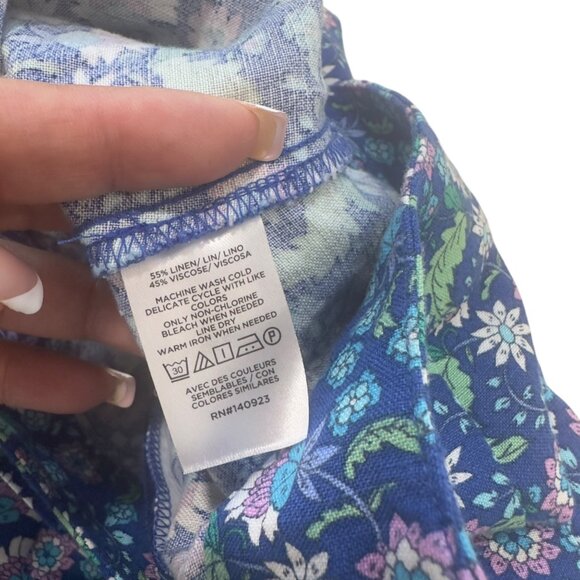 55% LINEN/ LIN/ LINO
45% VISCOSE/ VISCOSA
MACHINE WASH COLD
DELICATE CYCLE WITH LIKE
COLORS
ONLY NON-CHLORINE
BLEACH WHEN NEEDED
LINE DRY
WARM IRON WHEN NEEDED
30 P
AVEC DES COULEURS
SEMBLABLES / CON
COLORES SIMILARES
RN#140923